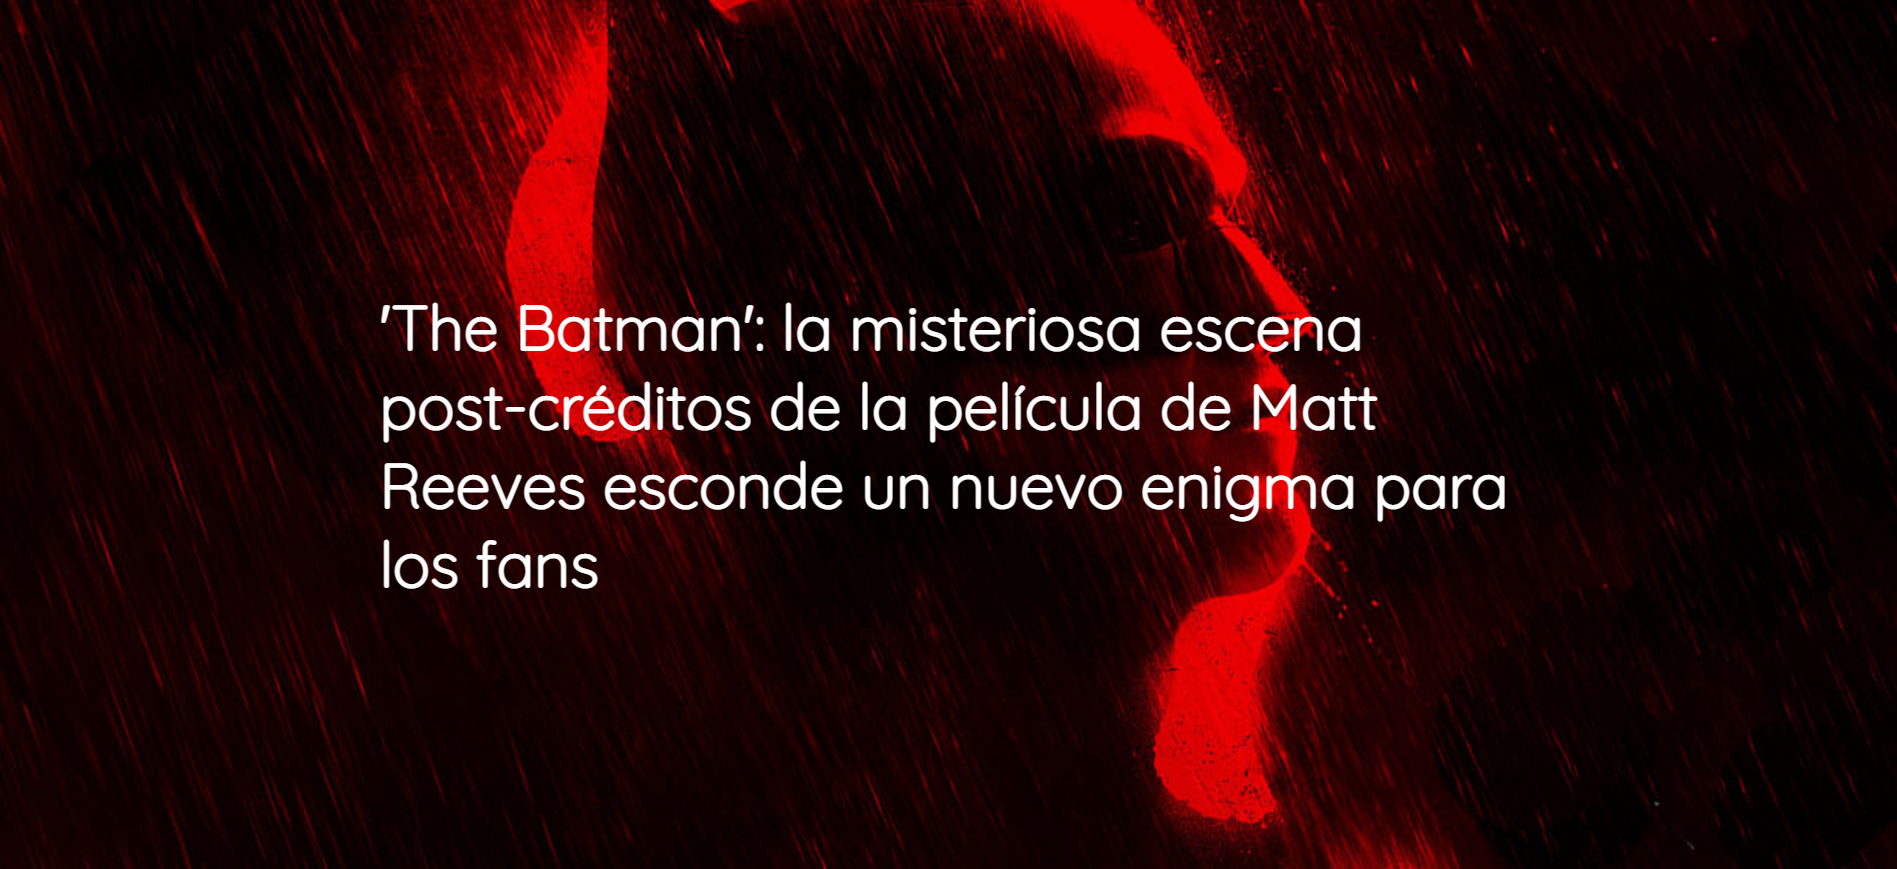 'The Batman': la misteriosa escena
post-créditos de la película de Matt
Reeves esconde un nuevo enigma para
los fans